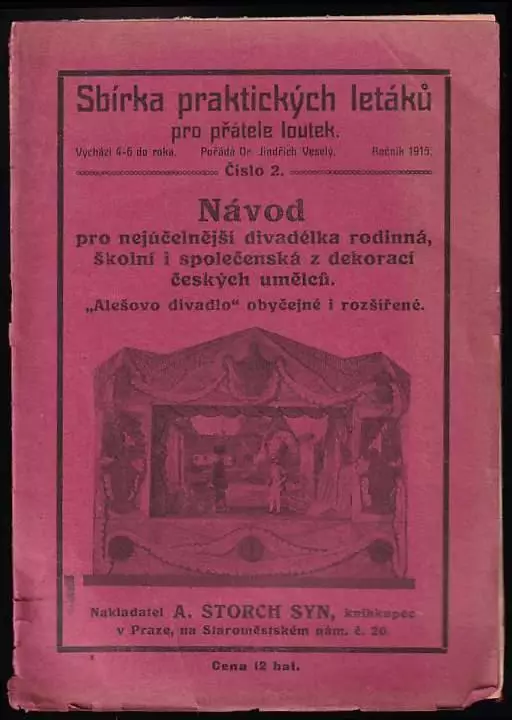 Sbírka praktických letáků
pro přátele loutek.
Vychází 4-6 do roka. Pořádá Dr. Jindřich Veselý. Ročník 1915.
Číslo 2.
Návod
pro nejúčelnější divadélka rodinná,
školní i společenská z dekorací
českých umělců.
„Alešovo divadlo“ obyčejné i rozšířené.
Nakladatel A. STORCH SYN, knihkupec
v Praze, na Staroměstském nám. č. 20.
Cena 12 hal.